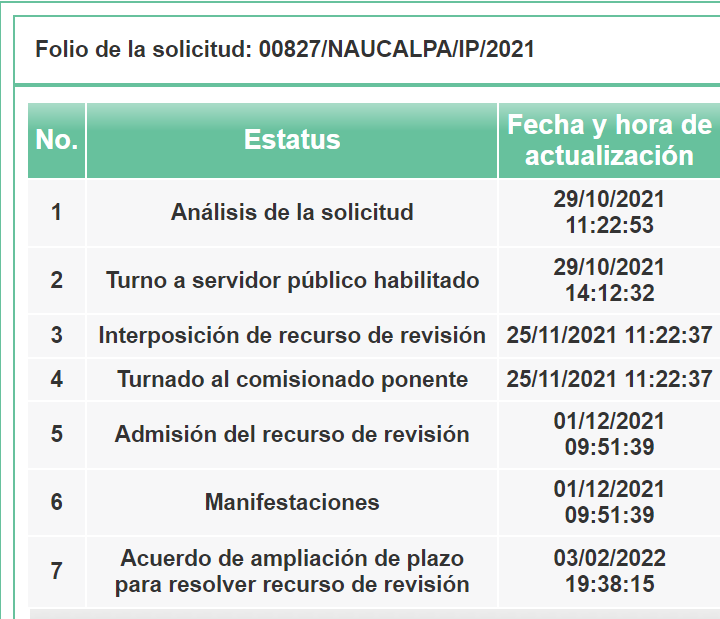 Folio de la solicitud: 00827/NAUCALPA/IP/2021
No. Estatus Fecha y hora de
actualización
1 Análisis de la solicitud 29/10/2021
11:22:53
2 Turno a servidor público habilitado 29/10/2021
14:12:32
3 Interposición de recurso de revisión 25/11/2021 11:22:37
4 Turnado al comisionado ponente 25/11/2021 11:22:37
5 Admisión del recurso de revisión 01/12/2021
09:51:39
6 Manifestaciones 01/12/2021
09:51:39
7 Acuerdo de ampliación de plazo
para resolver recurso de revisión 03/02/2022
19:38:15